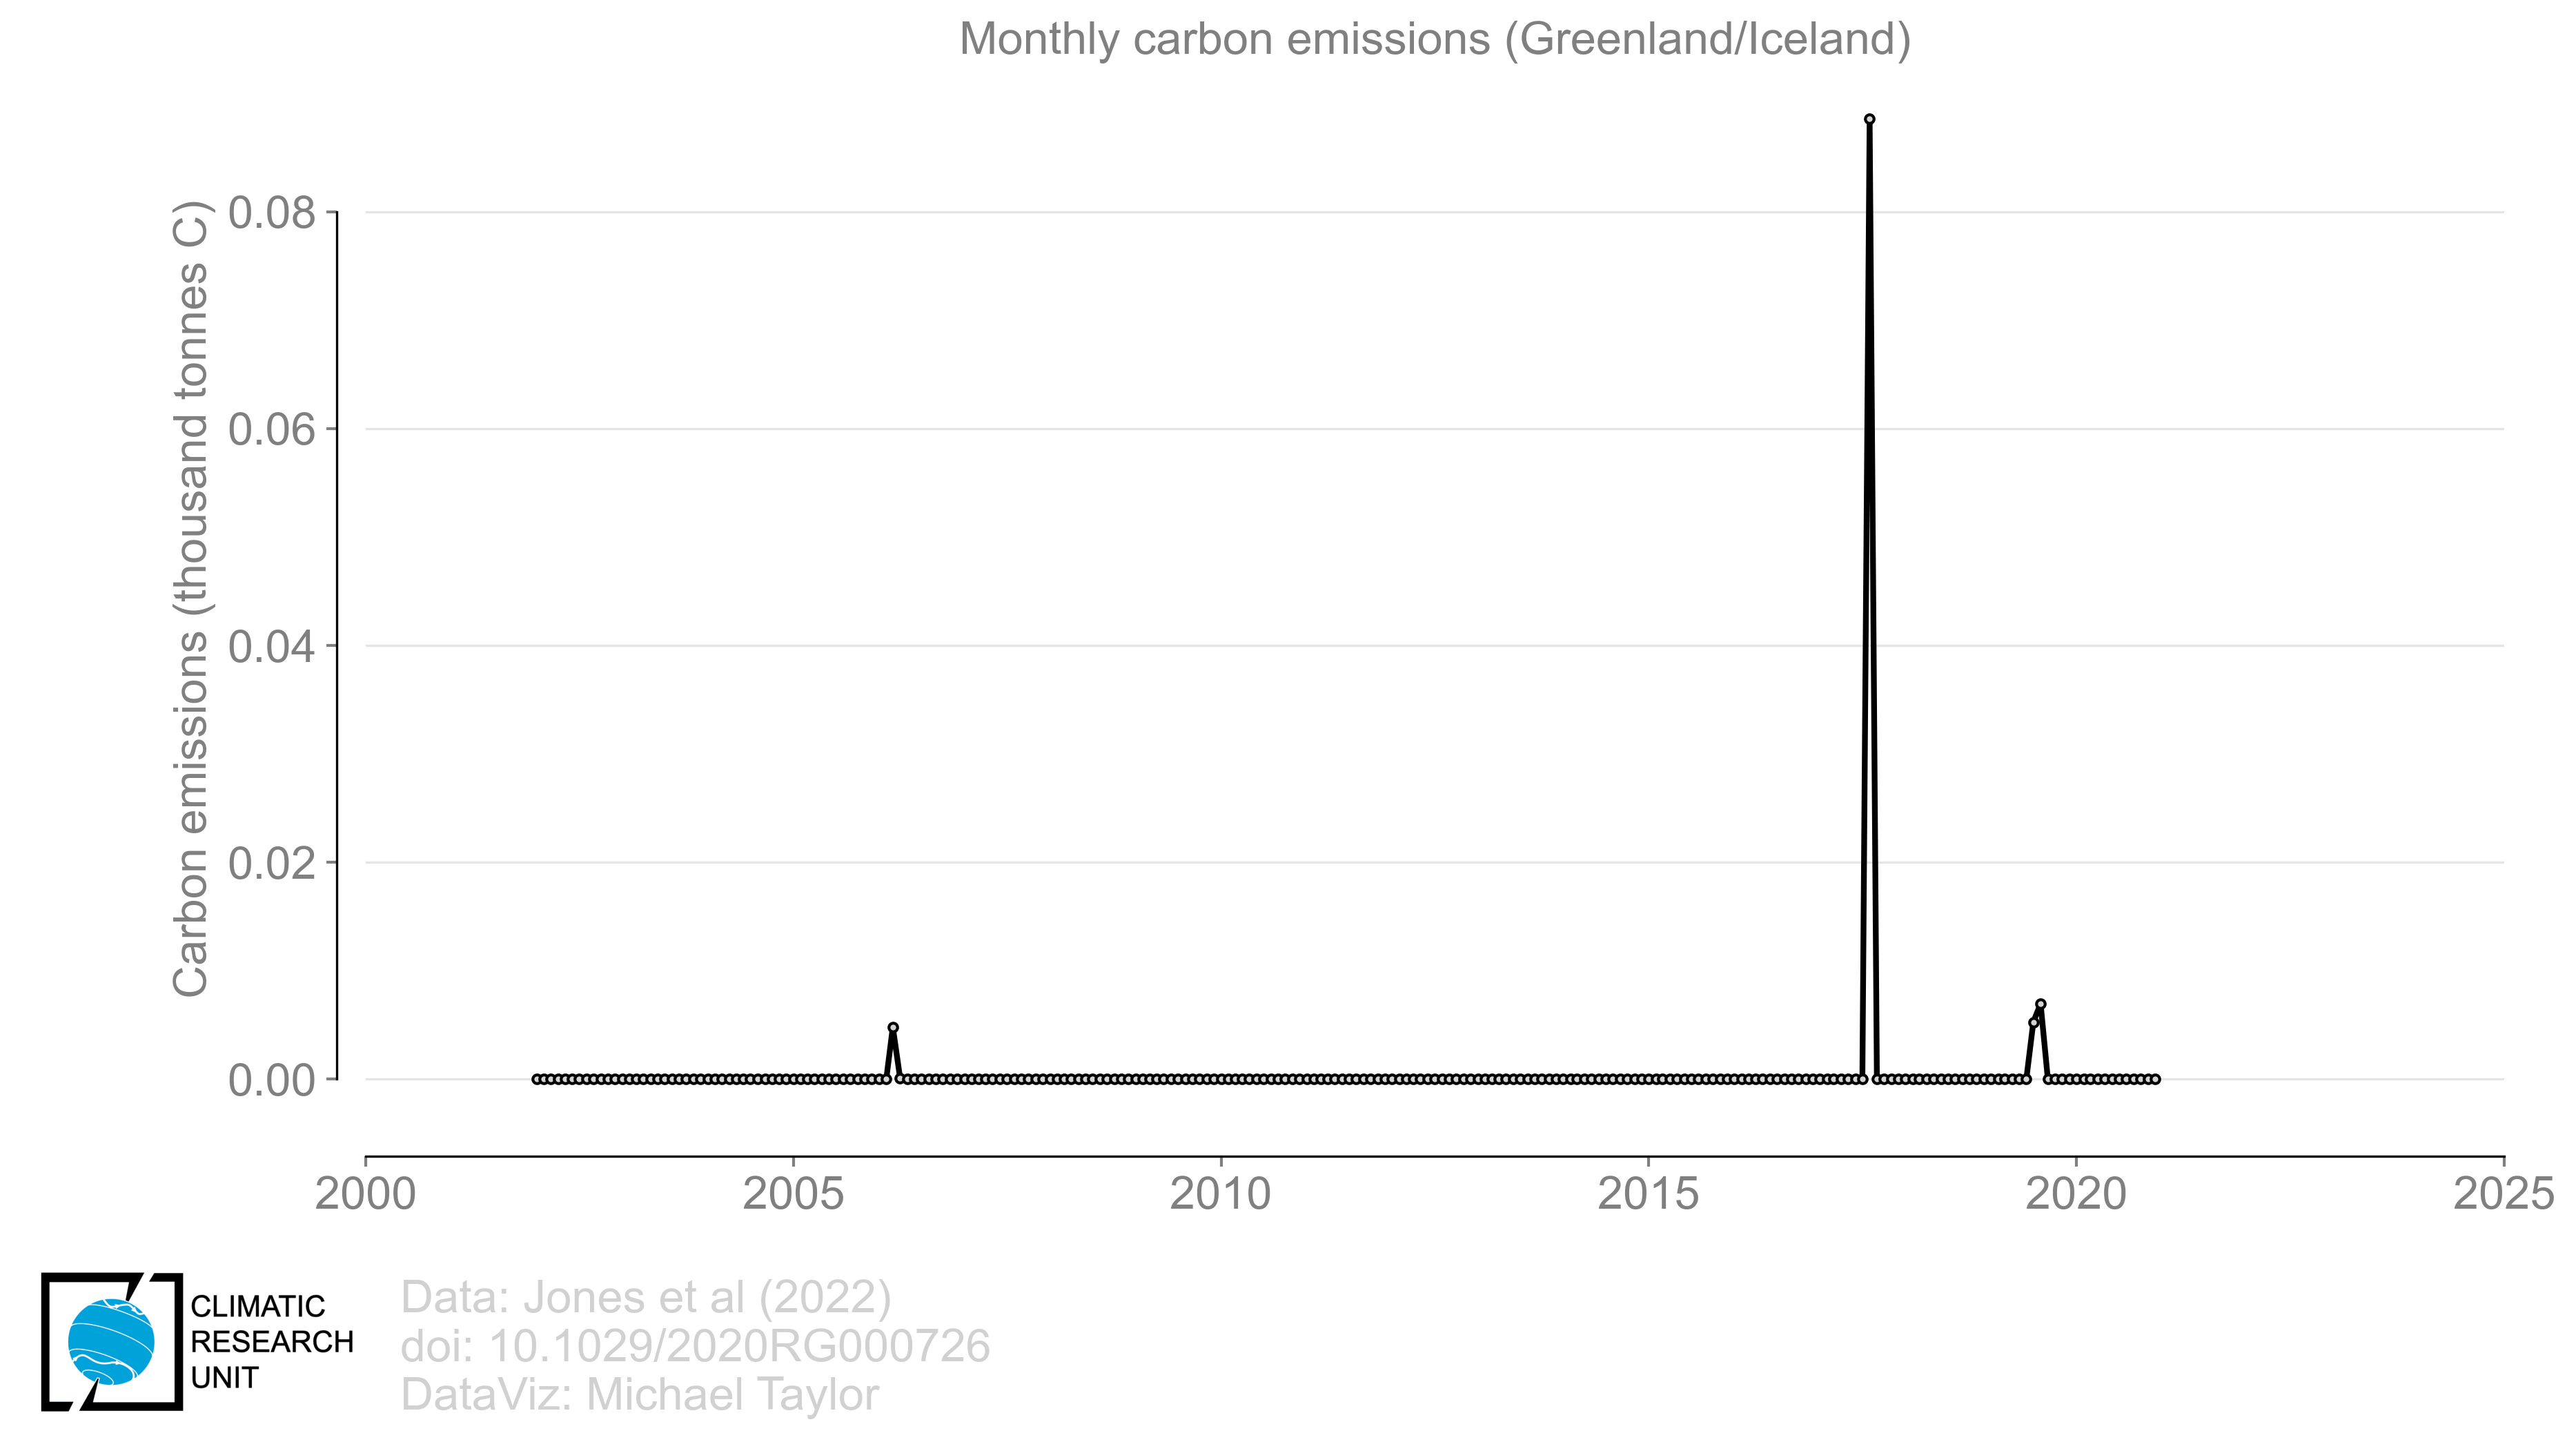 Monthly carbon emissions (Greenland/Iceland)
Carbon emissions (thousand tonnes C)
0.08
0.06
0.04
0.02
0.00
2000 2005 2010 2015 2020 2025
CLIMATIC
RESEARCH
UNIT
Data: Jones et al (2022)
doi: 10.1029/2020RG000726
DataViz: Michael Taylor